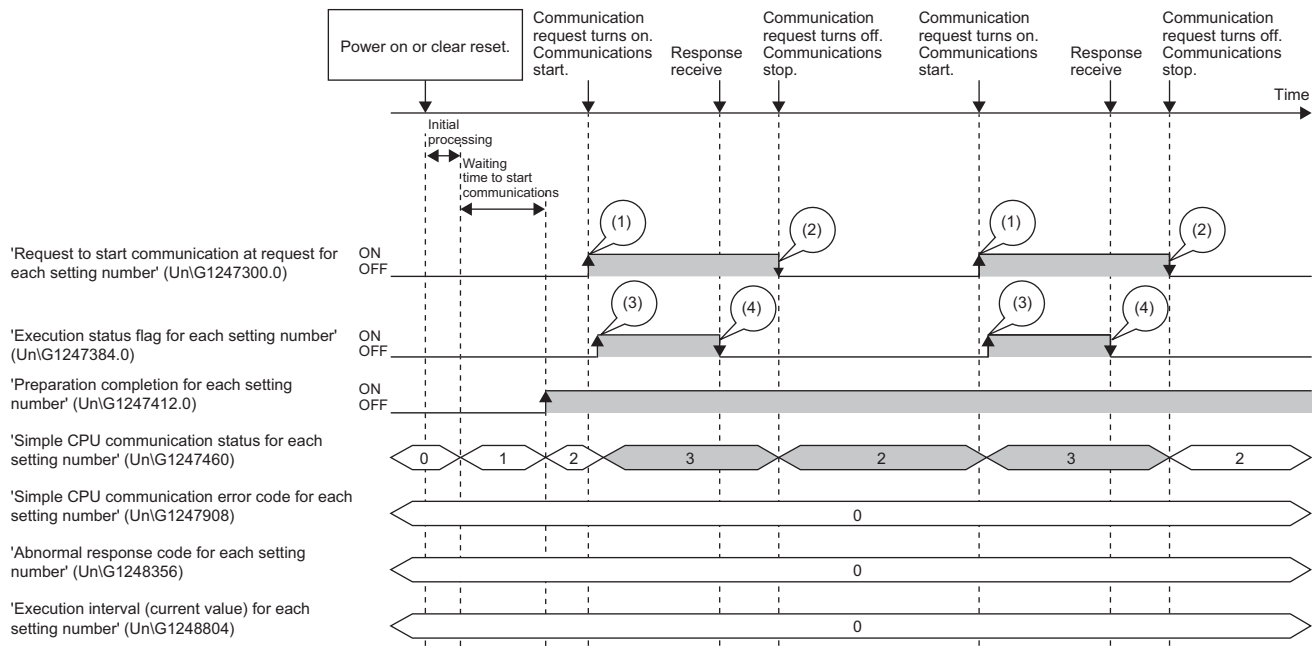 Power on or clear reset.
Communication
request turns on.
Communications
start.
Response
receive
Communication
request turns off.
Communications
stop.
Communication
request turns on.
Communications
start.
Response
receive
Communication
request turns off.
Communications
stop.
Time
Initial
processing
Waiting
time to start
communications
(1)
(2)
(1)
(2)
'Request to start communication at request for
each setting number' (Un\G1247300.0)
ON
OFF
(3)
(4)
(3)
(4)
'Execution status flag for each setting number'
(Un\G1247384.0)
ON
OFF
'Preparation completion for each setting
number' (Un\G1247412.0)
ON
OFF
'Simple CPU communication status for each
setting number' (Un\G1247460)
0 1 2 3 2 3 2
'Simple CPU communication error code for each
setting number' (Un\G1247908)
0
'Abnormal response code for each setting
number' (Un\G1248356)
0
'Execution interval (current value) for each
setting number' (Un\G1248804)
0